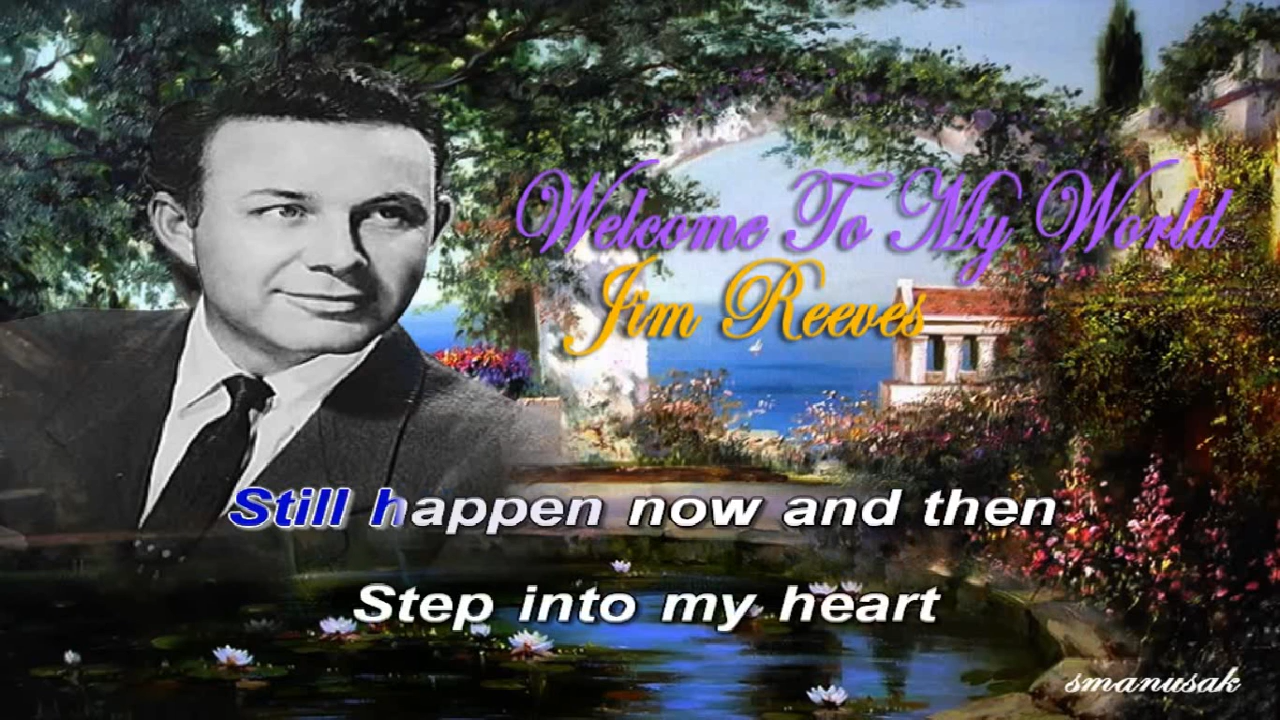 Welcome To My World
Jim Reeves
Still happen now and then
Step into my heart
smanusak